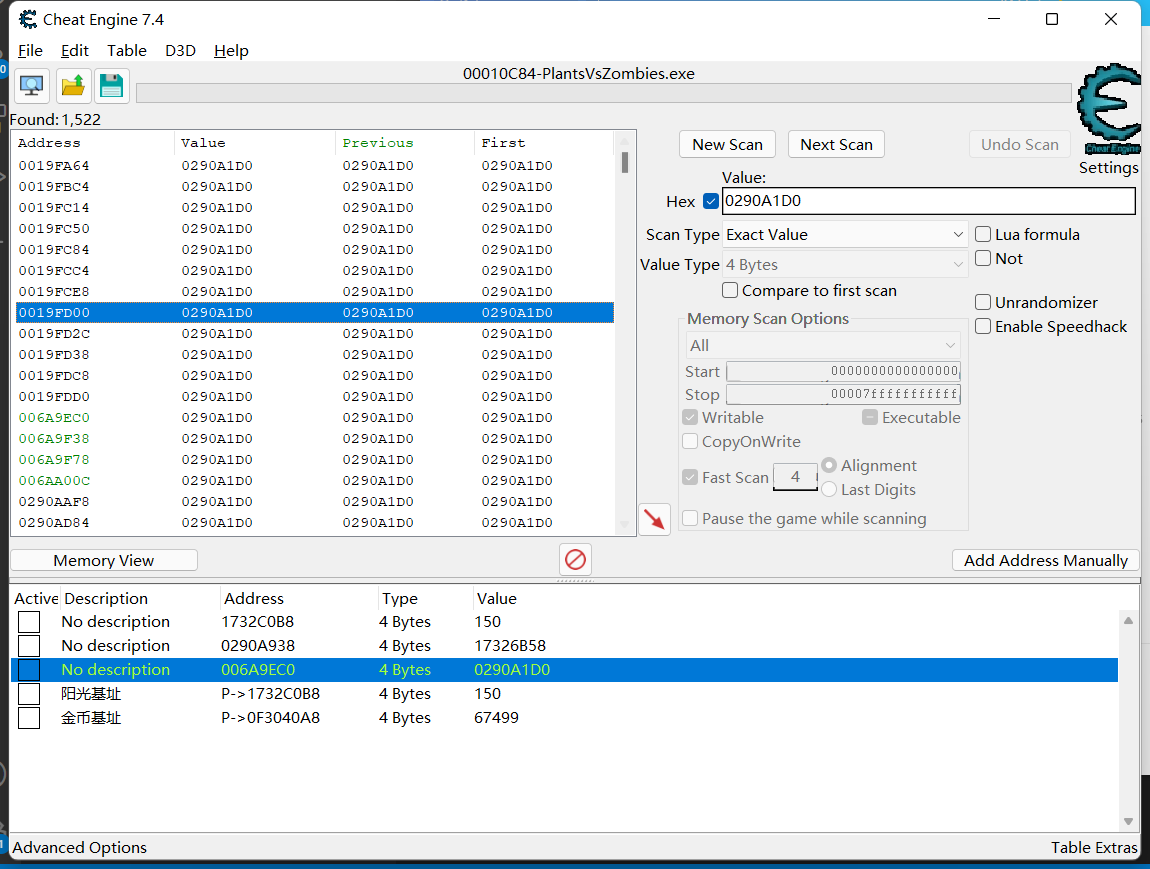 Cheat Engine 7.4
File Edit Table D3D Help
00010C84-PlantsVsZombies.exe
Found: 1,522
Address Value Previous First
0019FA64 0290A1D0 0290A1D0 0290A1D0
0019FBC4 0290A1D0 0290A1D0 0290A1D0
0019FC14 0290A1D0 0290A1D0 0290A1D0
0019FC50 0290A1D0 0290A1D0 0290A1D0
0019FC84 0290A1D0 0290A1D0 0290A1D0
0019FCC4 0290A1D0 0290A1D0 0290A1D0
0019FCE8 0290A1D0 0290A1D0 0290A1D0
0019FD00 0290A1D0 0290A1D0 0290A1D0
0019FD2C 0290A1D0 0290A1D0 0290A1D0
0019FD38 0290A1D0 0290A1D0 0290A1D0
0019FDC8 0290A1D0 0290A1D0 0290A1D0
0019FDD0 0290A1D0 0290A1D0 0290A1D0
006A9EC0 0290A1D0 0290A1D0 0290A1D0
006A9F38 0290A1D0 0290A1D0 0290A1D0
006A9F78 0290A1D0 0290A1D0 0290A1D0
006AA00C 0290A1D0 0290A1D0 0290A1D0
0290AAF8 0290A1D0 0290A1D0 0290A1D0
0290AD84 0290A1D0 0290A1D0 0290A1D0
New Scan Next Scan Undo Scan
Cheat Engine
Settings
Value:
Hex 0290A1D0
Scan Type Exact Value
Lua formula
Value Type 4 Bytes
Not
Compare to first scan
Unrandomizer
Enable Speedhack
Memory Scan Options
All
Start 0000000000000000
Stop 00007fffffffffff
Writable Executable
CopyOnWrite
Fast Scan 4 Alignment
Last Digits
Pause the game while scanning
Memory View
Add Address Manually
Active Description Address Type Value
No description 1732C0B8 4 Bytes 150
No description 0290A938 4 Bytes 17326B58
No description 006A9EC0 4 Bytes 0290A1D0
阳光基址 P->1732C0B8 4 Bytes 150
金币基址 P->0F3040A8 4 Bytes 67499
Advanced Options Table Extras